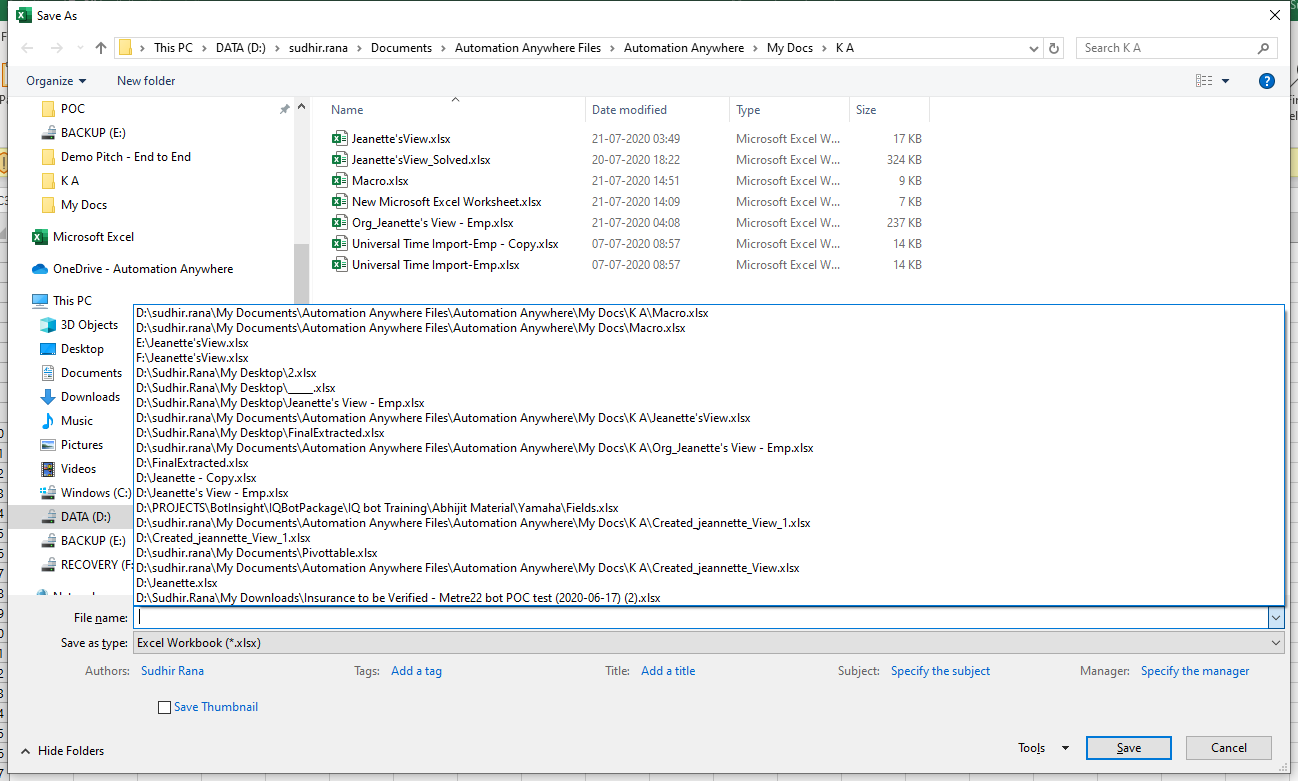 Save As
This PC > DATA (D:) > sudhir.rana > Documents > Automation Anywhere Files > Automation Anywhere > My Docs > K A
Search K A
Organize New folder
POC
BACKUP (E:)
Demo Pitch - End to End
K A
My Docs
Microsoft Excel
OneDrive - Automation Anywhere
This PC
3D Objects
Desktop
Documents
Downloads
Music
Pictures
Videos
Windows (C:)
DATA (D:)
BACKUP (E:)
RECOVERY (F:
Name Date modified Type Size
Jeanette'sView.xlsx 21-07-2020 03:49 Microsoft Excel W... 17 KB
Jeanette'sView_Solved.xlsx 20-07-2020 18:22 Microsoft Excel W... 324 KB
Macro.xlsx 21-07-2020 14:51 Microsoft Excel W... 9 KB
New Microsoft Excel Worksheet.xlsx 21-07-2020 14:09 Microsoft Excel W... 7 KB
Org_Jeanette's View - Emp.xlsx 21-07-2020 04:08 Microsoft Excel W... 237 KB
Universal Time Import-Emp - Copy.xlsx 07-07-2020 08:57 Microsoft Excel W... 14 KB
Universal Time Import-Emp.xlsx 07-07-2020 08:57 Microsoft Excel W... 14 KB
D:\sudhir.rana\My Documents\Automation Anywhere Files\Automation Anywhere\My Docs\K A\Macro.xlsx
D:\sudhir.rana\My Documents\Automation Anywhere Files\Automation Anywhere\My Docs\Macro.xlsx
E:\Jeanette'sView.xlsx
F:\Jeanette'sView.xlsx
D:\Sudhir.Rana\My Desktop\2.xlsx
D:\Sudhir.Rana\My Desktop\_____.xlsx
D:\Sudhir.Rana\My Desktop\Jeanette's View - Emp.xlsx
D:\sudhir.rana\My Documents\Automation Anywhere Files\Automation Anywhere\My Docs\K A\Jeanette'sView.xlsx
D:\Sudhir.Rana\My Desktop\FinalExtracted.xlsx
D:\sudhir.rana\My Documents\Automation Anywhere Files\Automation Anywhere\My Docs\K A\Org_Jeanette's View - Emp.xlsx
D:\FinalExtracted.xlsx
D:\Jeanette - Copy.xlsx
D:\Jeanette's View - Emp.xlsx
D:\PROJECTS\BotInsight\IQBotPackage\IQ bot Training\Abhijit Material\Yamaha\Fields.xlsx
D:\sudhir.rana\My Documents\Automation Anywhere Files\Automation Anywhere\My Docs\K A\Created_jeannette_View_1.xlsx
D:\Created_jeannette_View_1.xlsx
D:\sudhir.rana\My Documents\Pivottable.xlsx
D:\sudhir.rana\My Documents\Automation Anywhere Files\Automation Anywhere\My Docs\K A\Created_jeannette_View.xlsx
D:\Jeanette.xlsx
D:\Sudhir.Rana\My Downloads\Insurance to be Verified - Metre22 bot POC test (2020-06-17) (2).xlsx
File name:
Save as type: Excel Workbook (*.xlsx)
Authors: Sudhir Rana Tags: Add a tag Title: Add a title Subject: Specify the subject Manager: Specify the manager
Save Thumbnail
Hide Folders Tools Save Cancel